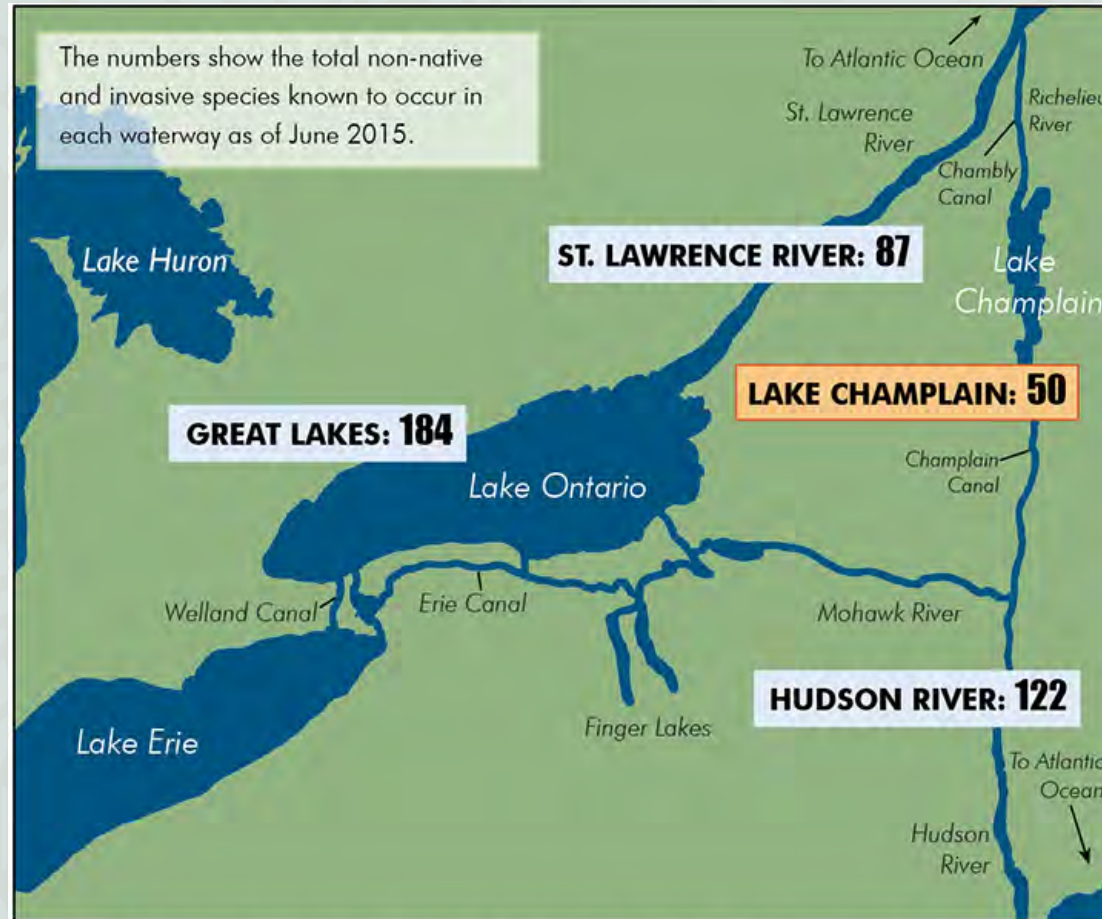 The numbers show the total non-native
and invasive species known to occur in
each waterway as of June 2015.
To Atlantic Ocean
St. Lawrence
River
Richelieu
River
Chambly
Canal
Lake Huron
ST. LAWRENCE RIVER: 87
Lake
Champlain
LAKE CHAMPLAIN: 50
GREAT LAKES: 184
Champlain
Canal
Lake Ontario
Welland Canal
Erie Canal
Mohawk River
HUDSON RIVER: 122
Finger Lakes
Lake Erie
To Atlantic
Ocean
Hudson
River